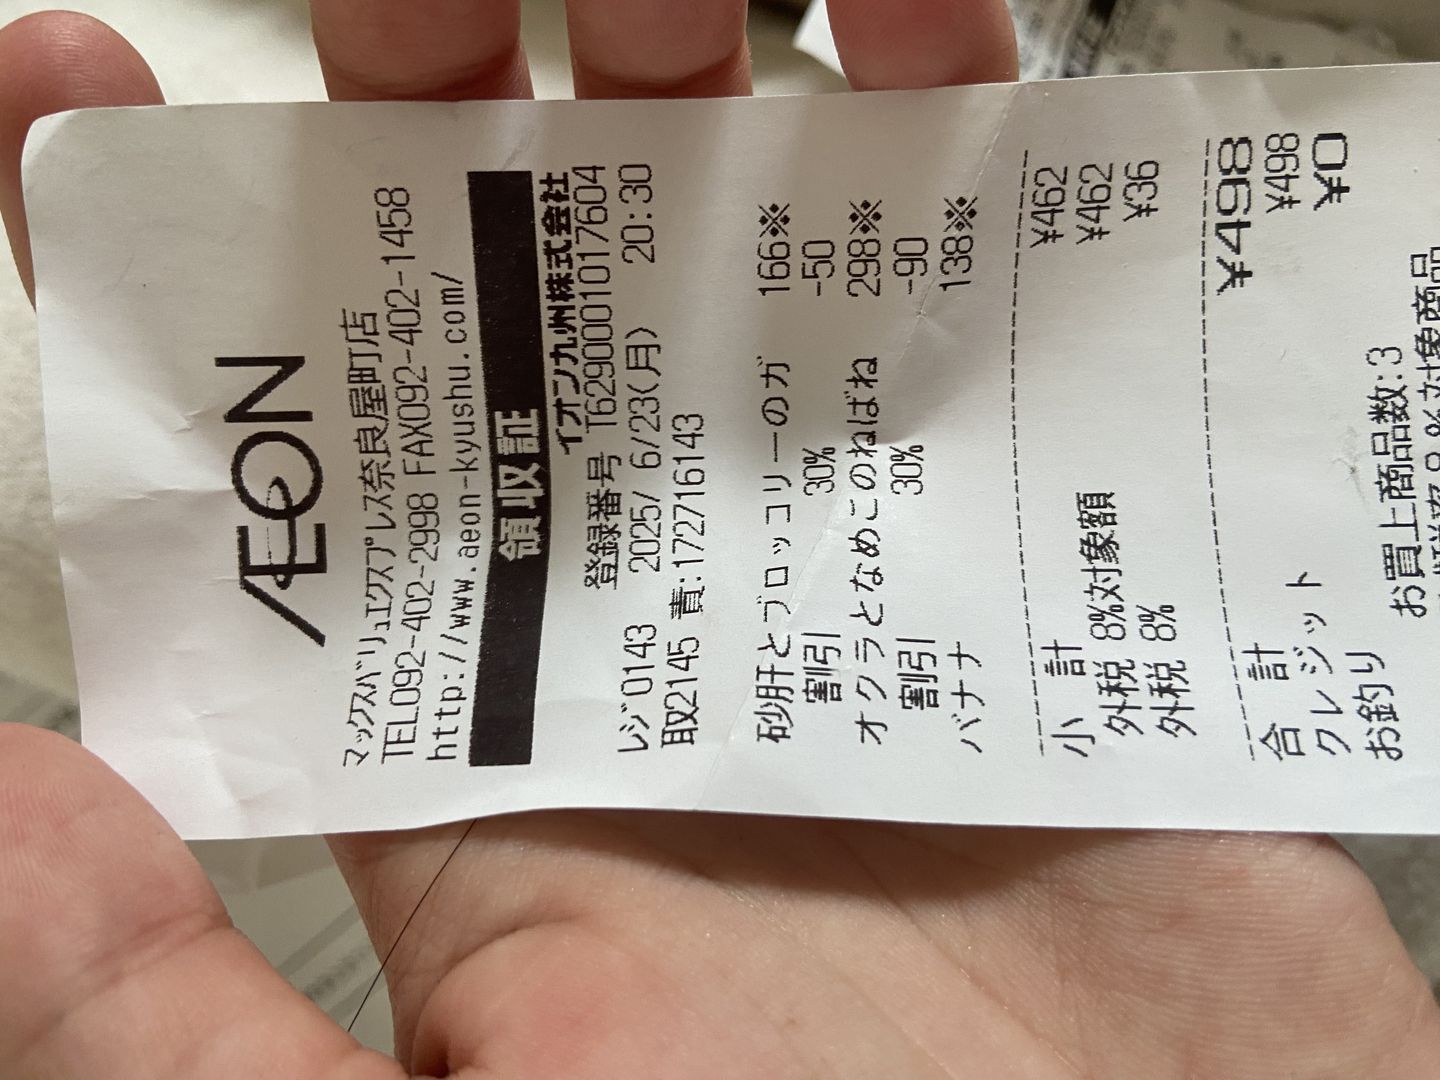 ÆON
マックスバリュエクスプレス奈良屋町店
TEL092-402-2998 FAX092-402-1458
http://www.aeon-kyushu.com/
領収証
イオン九州株式会社
登録番号 T6290001017604
レジ0143 2025/ 6/23(月) 20:30
取2145 責:172716143
砂肝とブロッコリーのガ 166※
割引 30% -50
オクラとなめこのねばね 298※
割引 30% -90
バナナ 138※
小 計 ¥462
外税 8%対象額 ¥462
外税 8% ¥36
合 計 ¥498
クレジット ¥498
お釣り ¥0
お買上商品数:3